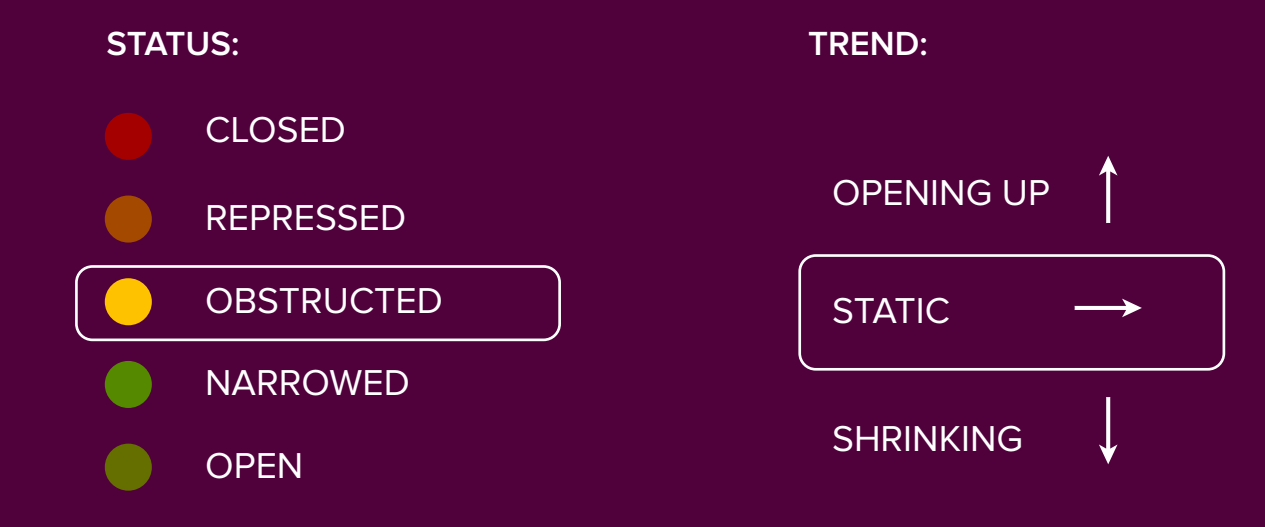 STATUS:
CLOSED
REPRESSED
OBSTRUCTED
NARROWED
OPEN
TREND:
OPENING UP
STATIC
SHRINKING